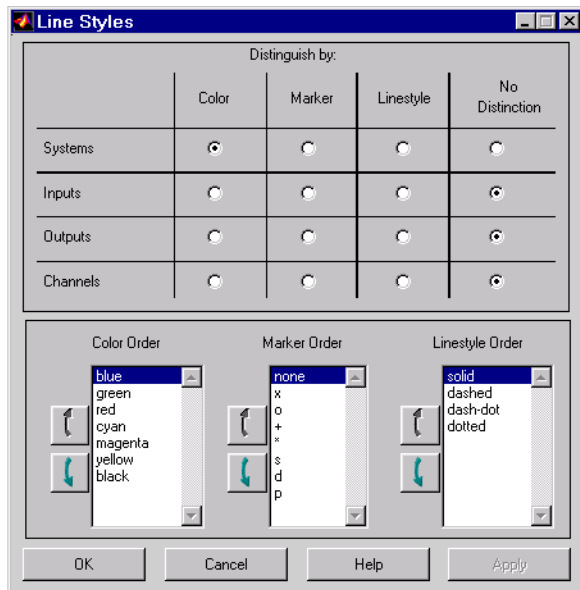 Line Styles
Distinguish by:
Color Marker Linestyle No Distinction
Systems
Inputs
Outputs
Channels
Color Order
blue
green
red
cyan
magenta
yellow
black
Marker Order
none
x
o
+
*
s
d
p
Linestyle Order
solid
dashed
dash-dot
dotted
OK Cancel Help Apply